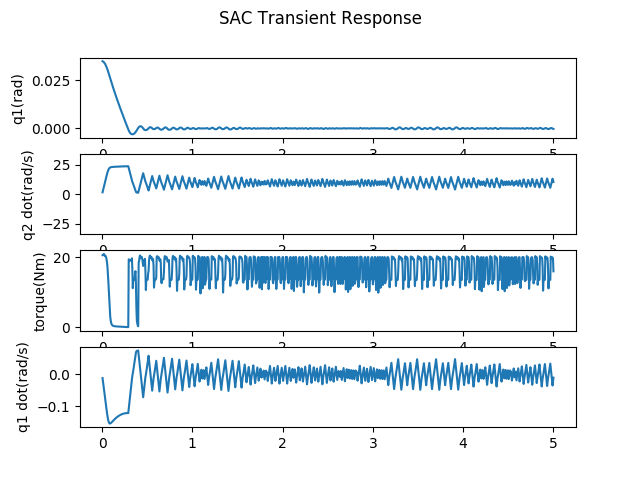 SAC Transient Response
q1(rad)
0.025
0.000
0 1 2 3 4 5
q2 dot(rad/s)
25
0
−25
0 1 2 3 4 5
torque(Nm)
20
0
0 1 2 3 4 5
q1 dot(rad/s)
0.0
−0.1
0 1 2 3 4 5